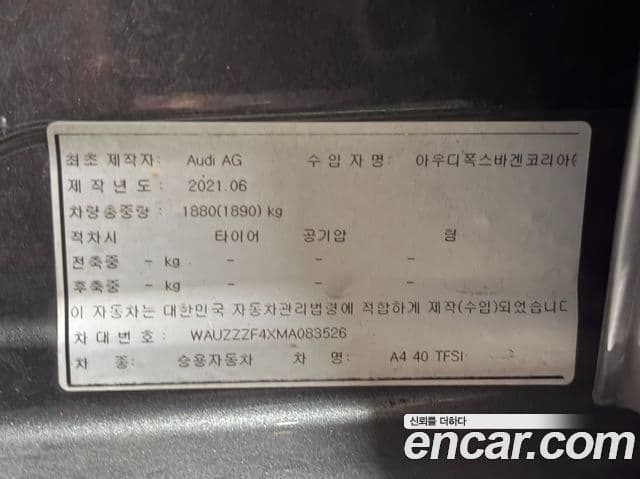 최초 제작자: Audi AG 수 입 자 명: 아우디폭스바겐코리아(
제 작 년 도 : 2021.06
차량총중량: 1880(1890) kg
적차시 타이어 공기압 림
전축중 - kg - - -
후축중 - kg - - -
이 자동차는 대한민국 자동차관리법령에 적합하게 제작(수입)되었습니다
차 대 번 호: WAUZZZF4XMA083526
차 종: 승용자동차 차 명: A4 40 TFSI
신뢰를 더하다
encar.com